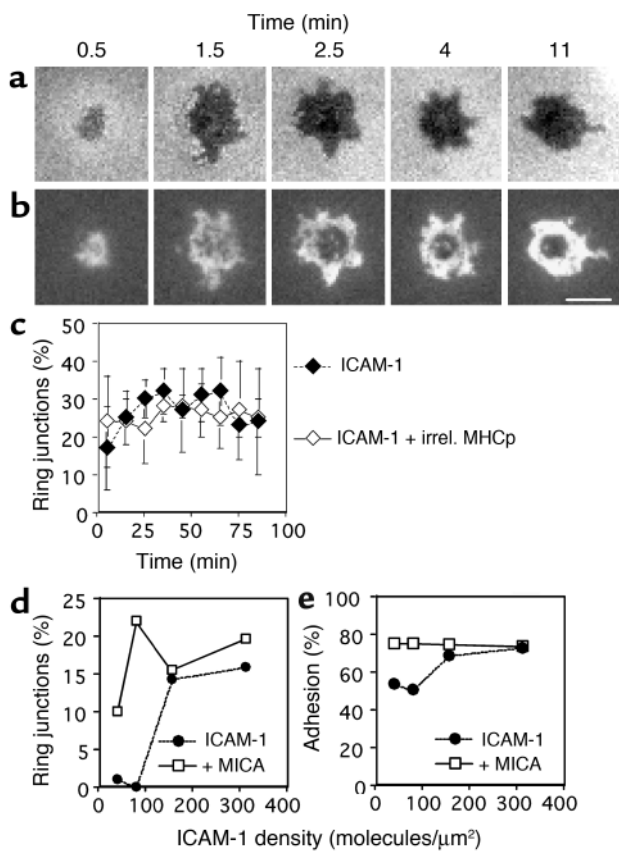 Time (min)
0.5 1.5 2.5 4 11
a
b
c
50
40
30
20
10
0
Ring junctions (%)
0 25 50 75 100
Time (min)
ICAM-1
ICAM-1 + irrel. MHCp
d
25
20
15
10
5
0
Ring junctions (%)
ICAM-1
+ MICA
0 100 200 300 400
e
100
80
60
40
20
0
Adhesion (%)
ICAM-1
+ MICA
0 100 200 300 400
ICAM-1 density (molecules/µm²)